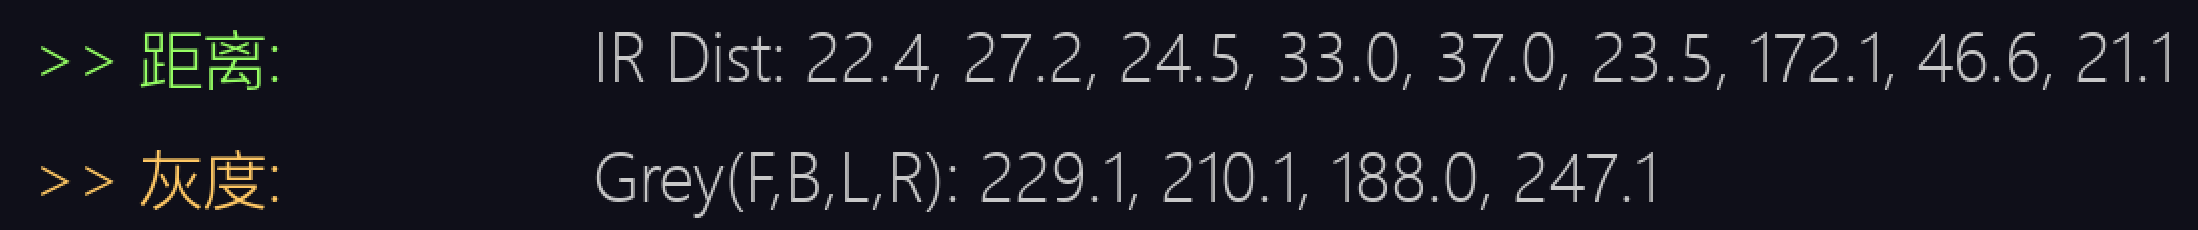 >> 距离: IR Dist: 22.4, 27.2, 24.5, 33.0, 37.0, 23.5, 172.1, 46.6, 21.1
>> 灰度: Grey(F,B,L,R): 229.1, 210.1, 188.0, 247.1